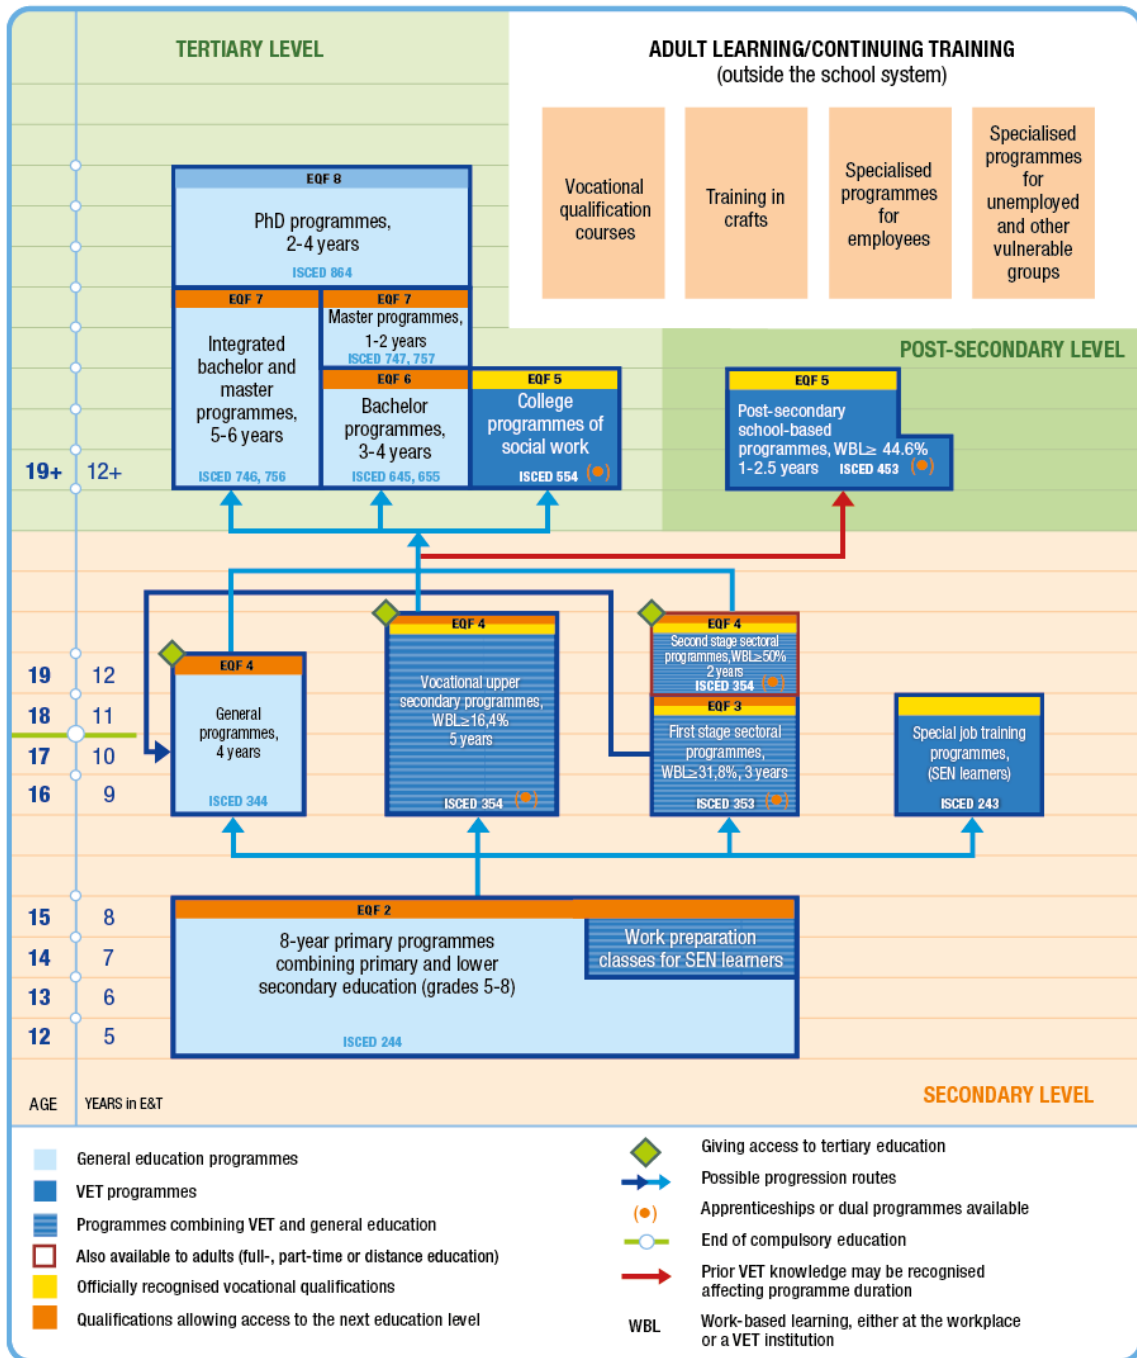 TERTIARY LEVEL
ADULT LEARNING/CONTINUING TRAINING
(outside the school system)
Vocational
qualification
courses
Training in
crafts
Specialised
programmes
for
employees
Specialised
programmes
for
unemployed
and other
vulnerable
groups
EQF 8
PhD programmes,
2-4 years
ISCED 864
EQF 7
Integrated
bachelor and
master
programmes,
5-6 years
ISCED 746, 756
EQF 7
Master programmes,
1-2 years
ISCED 747, 757
EQF 6
Bachelor
programmes,
3-4 years
ISCED 645, 655
EQF 5
College
programmes of
social work
ISCED 554
POST-SECONDARY LEVEL
EQF 5
Post-secondary
school-based
programmes, WBL≥ 44.6%
1-2.5 years ISCED 453
19+ 12+
EQF 4
General
programmes,
4 years
ISCED 344
EQF 4
Vocational upper
secondary programmes,
WBL≥16,4%
5 years
ISCED 354
EQF 4
Second stage sectoral
programmes,WBL≥50%
2 years
ISCED 354
EQF 3
First stage sectoral
programmes,
WBL≥31,8%, 3 years
ISCED 353
Special job training
programmes,
(SEN learners)
ISCED 243
19 12
18 11
17 10
16 9
EQF 2
8-year primary programmes
combining primary and lower
secondary education (grades 5-8)
ISCED 244
Work preparation
classes for SEN learners
15 8
14 7
13 6
12 5
AGE YEARS in E&T
SECONDARY LEVEL
General education programmes
VET programmes
Programmes combining VET and general education
Also available to adults (full-, part-time or distance education)
Officially recognised vocational qualifications
Qualifications allowing access to the next education level
Giving access to tertiary education
Possible progression routes
Apprenticeships or dual programmes available
End of compulsory education
Prior VET knowledge may be recognised
affecting programme duration
WBL Work-based learning, either at the workplace
or a VET institution